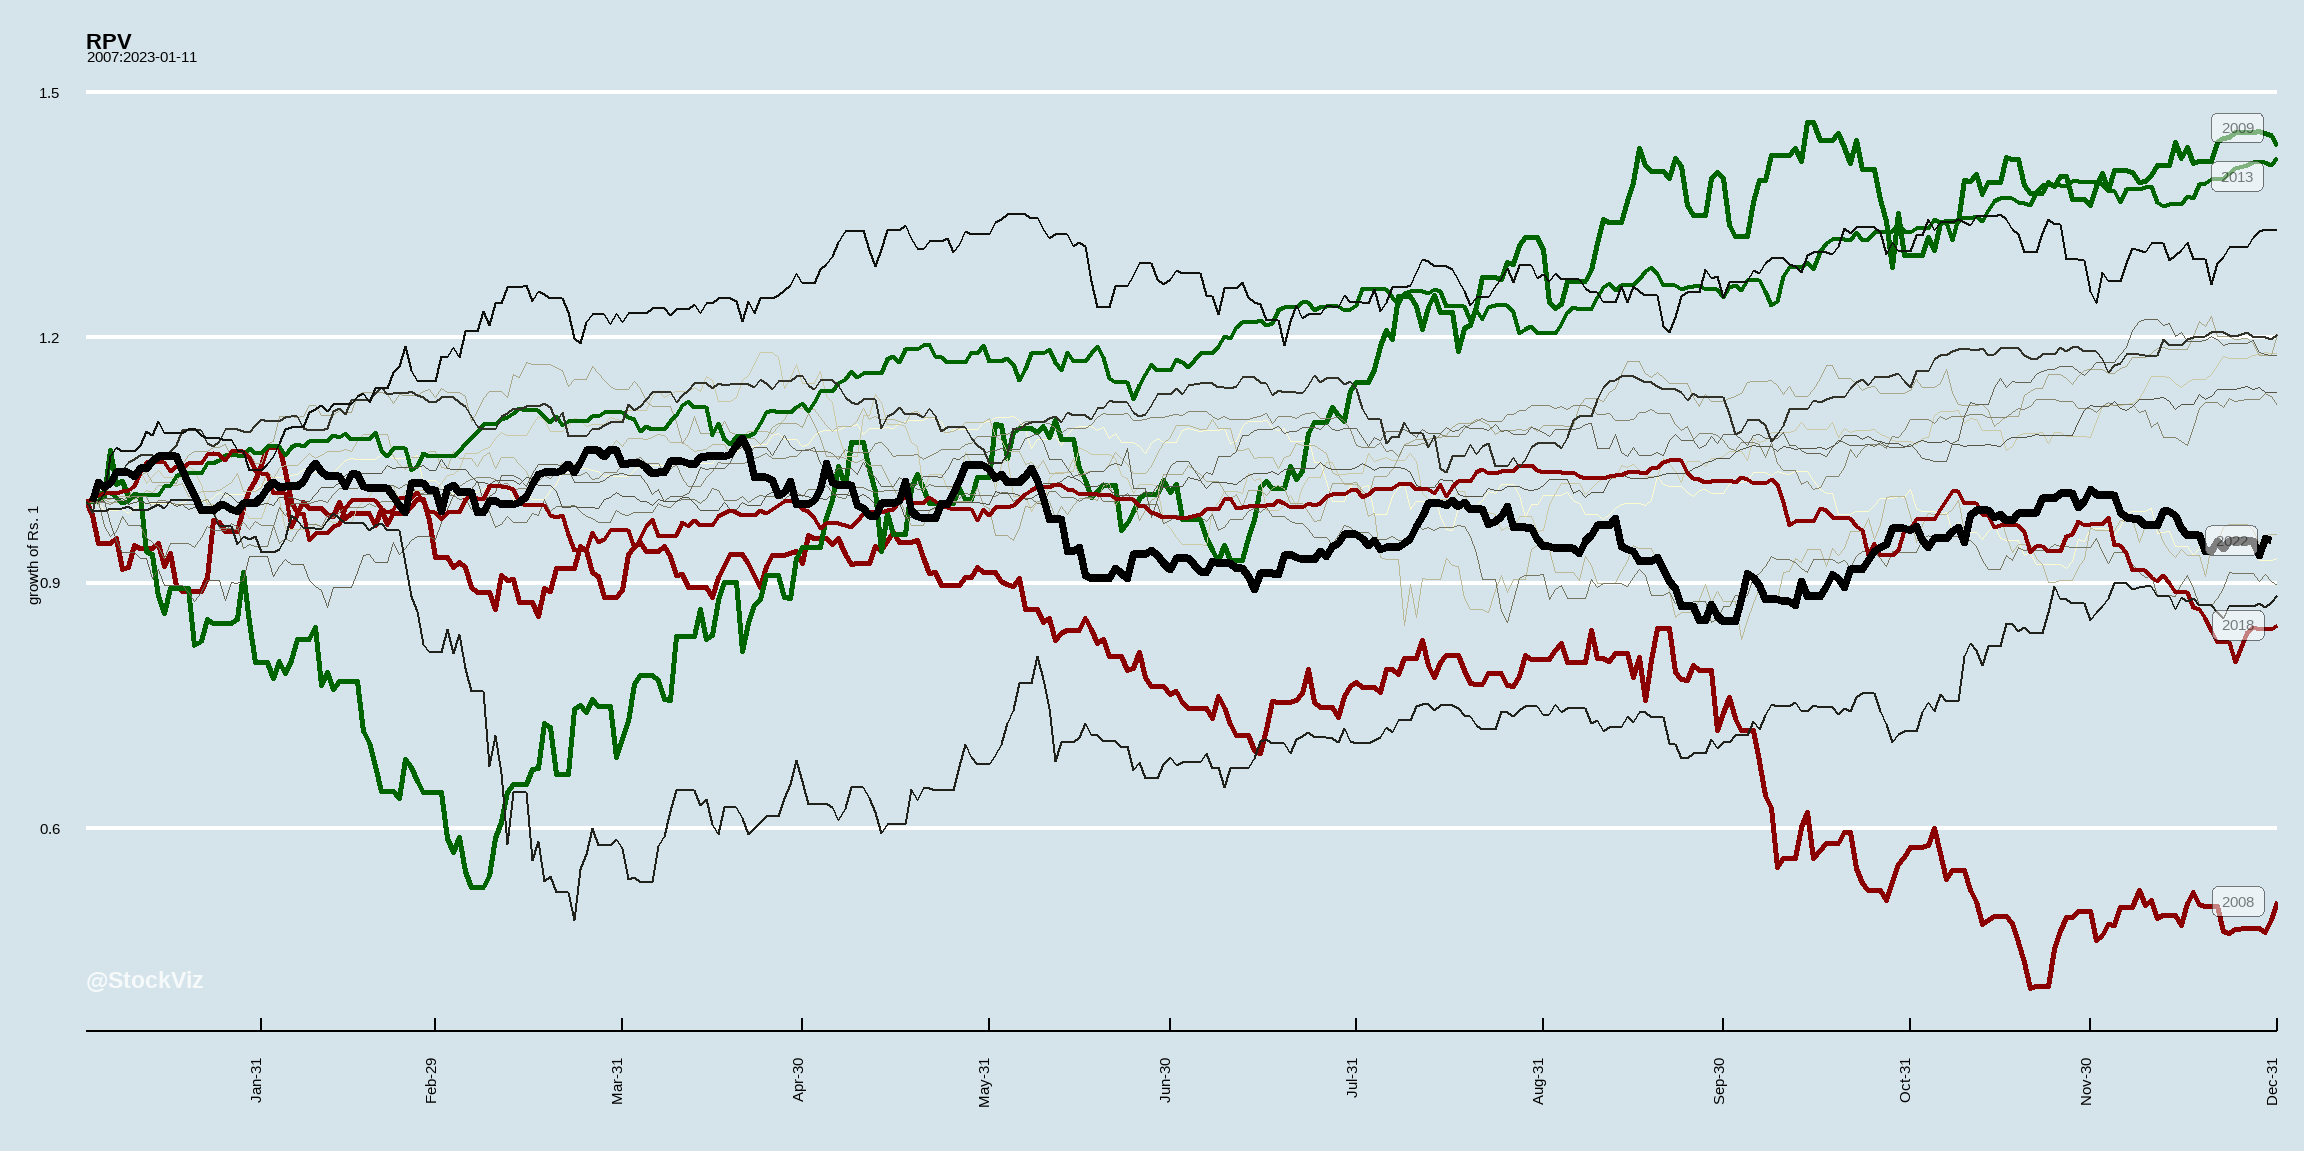 RPV
2007:2023-01-11
1.5
1.2
0.9
0.6
growth of Rs. 1
2009
2013
2022
2018
2008
@StockViz
Jan-31
Feb-29
Mar-31
Apr-30
May-31
Jun-30
Jul-31
Aug-31
Sep-30
Oct-31
Nov-30
Dec-31